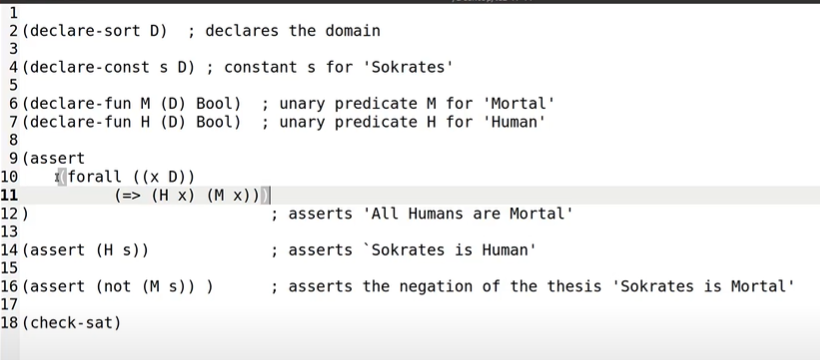 1
2 (declare-sort D)  ; declares the domain
3
4 (declare-const s D) ; constant s for 'Sokrates'
5
6 (declare-fun M (D) Bool)  ; unary predicate M for 'Mortal'
7 (declare-fun H (D) Bool)  ; unary predicate H for 'Human'
8
9 (assert
10 (forall ((x D))
11 (=> (H x) (M x)))
12 ) ; asserts 'All Humans are Mortal'
13
14 (assert (H s)) ; asserts `Sokrates is Human'
15
16 (assert (not (M s)) ) ; asserts the negation of the thesis 'Sokrates is Mortal'
17
18 (check-sat)